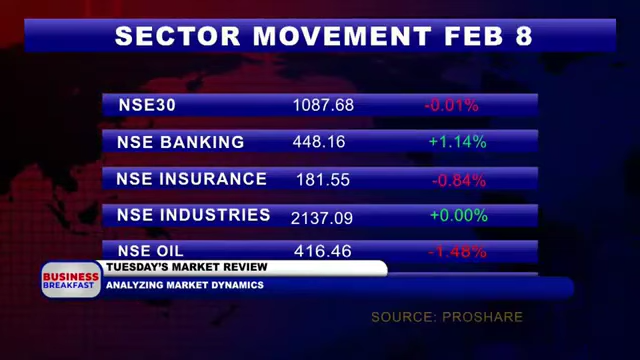 SECTOR MOVEMENT FEB 8
NSE30 1087.68 -0.01%
NSE BANKING 448.16 +1.14%
NSE INSURANCE 181.55 -0.84%
NSE INDUSTRIES 2137.09 +0.00%
NSE OIL 416.46 -1.48%
TUESDAY'S MARKET REVIEW
BUSINESS
BREAKFAST
ANALYZING MARKET DYNAMICS
SOURCE: PROSHARE